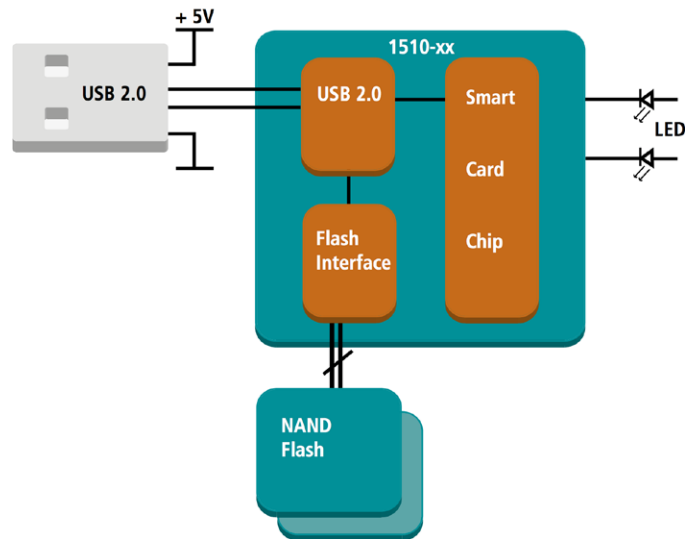 + 5V
1510-xx
USB 2.0
USB 2.0
Smart
LED
Card
Flash
Interface
Chip
NAND
Flash